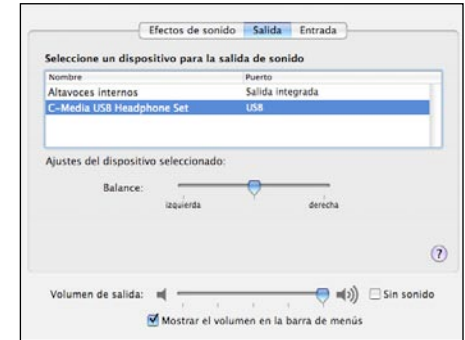 Efectos de sonido Salida Entrada
Seleccione un dispositivo para la salida de sonido
Nombre Puerto
Altavoces internos Salida integrada
C-Media USB Headphone Set USB
Ajustes del dispositivo seleccionado:
Balance:
izquierda derecha
?
Volumen de salida: Sin sonido
Mostrar el volumen en la barra de menús